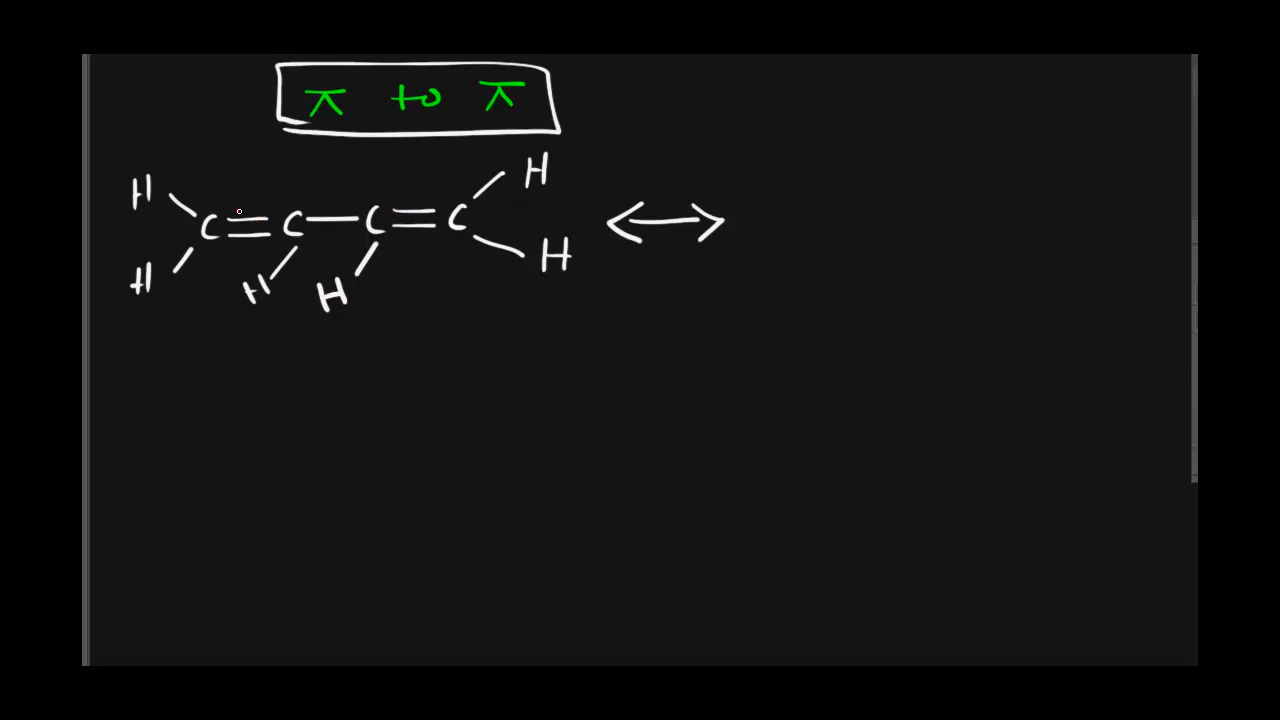 π to π
H H
C = C — C = C ⟷
H H H H